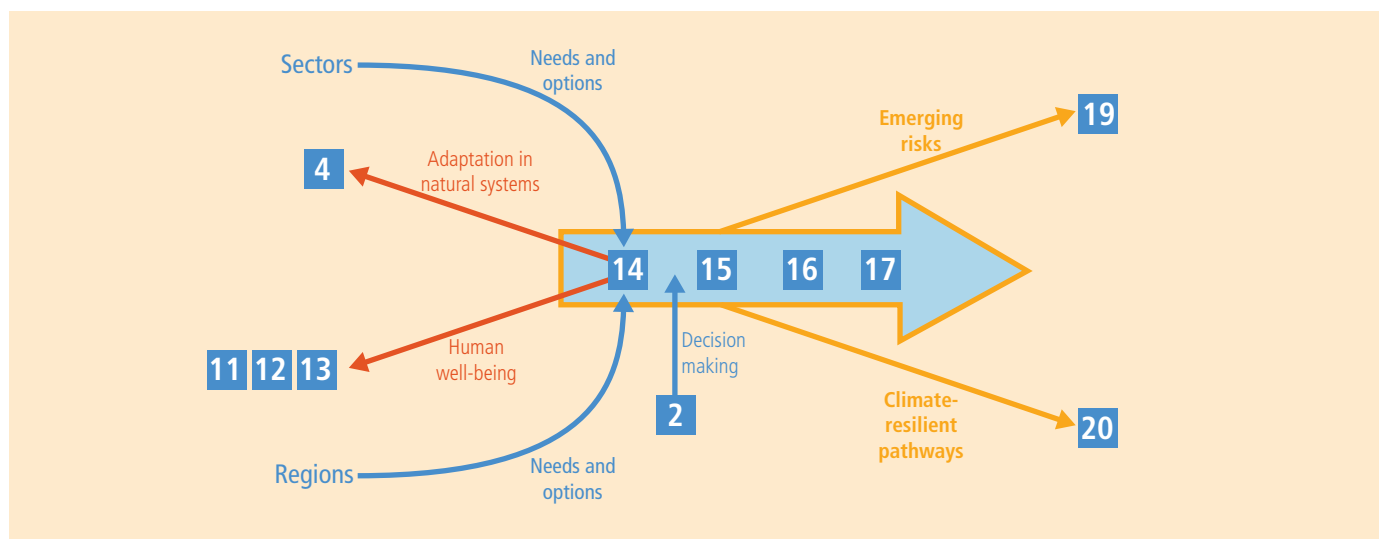 Sectors
Needs and
options
Emerging
risks
19
4
Adaptation in
natural systems
14
15
16
17
Human
well-being
Decision
making
11 12 13
2
Climate-
resilient
pathways
20
Regions
Needs and
options